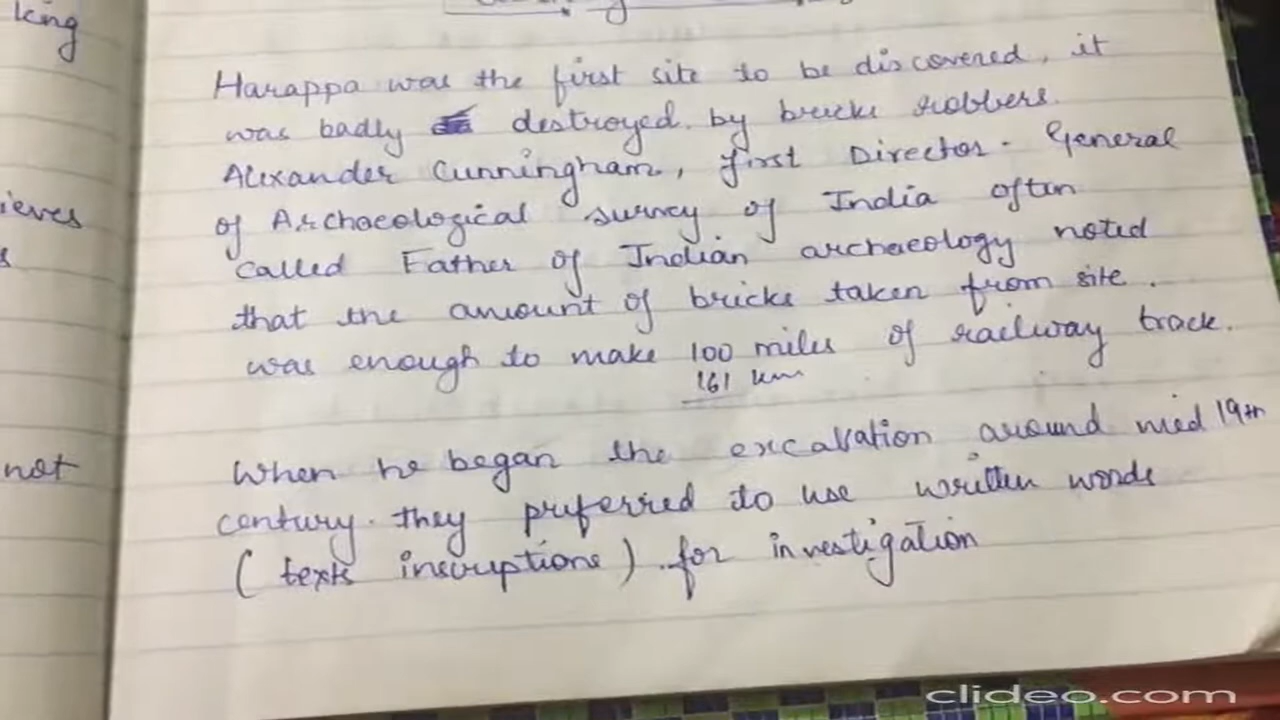 king
ieves
s
not
Harappa was the first site to be discovered, it
was badly destroyed. by bricks robbers.
Alexander Cunningham, first Director - General
of Archaeological survey of India often
called Father of Indian archaeology noted
that the amount of bricks taken from site.
was enough to make 100 miles of railway track.
161 km
When he began the excavation around mid 19th
century. they preferred to use written words
(texts inscriptions) for investigation
clideo.com